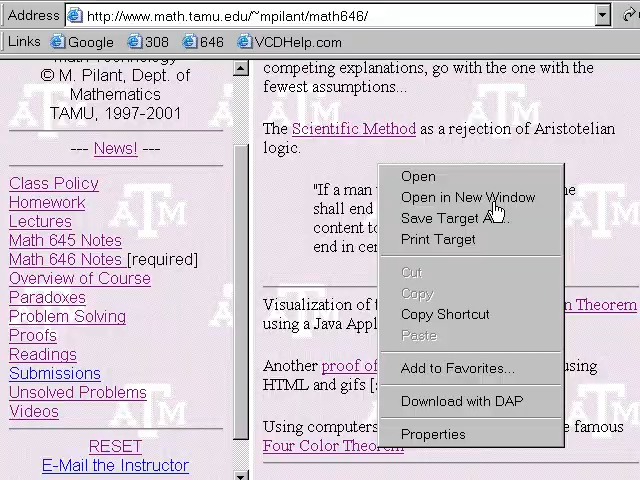 Address http://www.math.tamu.edu/~mpilant/math646/
Links Google 308 646 VCDHelp.com
© M. Pilant, Dept. of
Mathematics
TAMU, 1997-2001
--- News! ---
Class Policy
Homework
Lectures
Math 645 Notes
Math 646 Notes [required]
Overview of Course
Paradoxes
Problem Solving
Proofs
Readings
Submissions
Unsolved Problems
Videos
RESET
E-Mail the Instructor
competing explanations, go with the one with the
fewest assumptions...
The Scientific Method as a rejection of Aristotelian
logic.
"If a man
shall end
content to
end in
Visualization of Theorem
using a Java
Another proof of using
HTML and gifs
Using famous
Four Color Theorem
Open
Open in New Window
Save Target
Print Target
Cut
Copy
Copy Shortcut
Paste
Add to Favorites...
Download with DAP
Properties